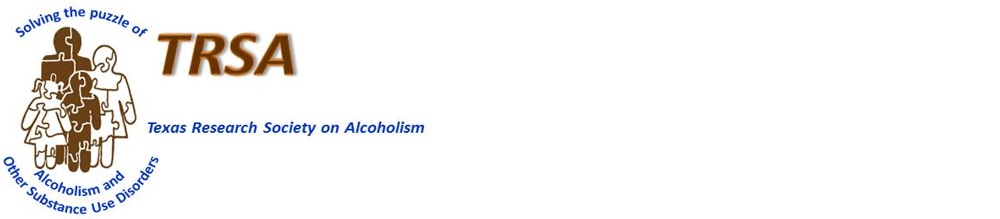 Solving the puzzle of
TRSA
Texas Research Society on Alcoholism
Alcoholism and
Other Substance Use Disorders